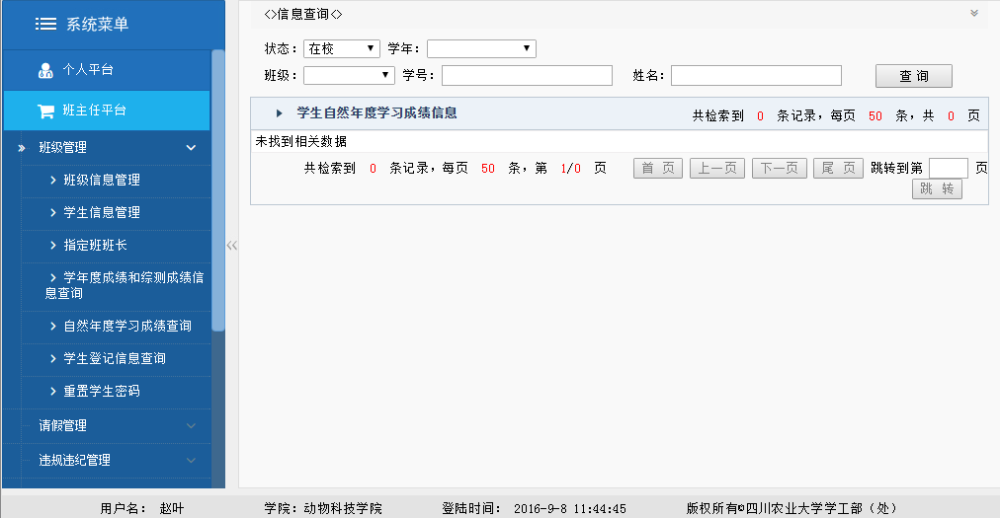 系统菜单
个人平台
班主任平台
班级管理
班级信息管理
学生信息管理
指定班班长
学年度成绩和综测成绩信
息查询
自然年度学习成绩查询
学生登记信息查询
重置学生密码
请假管理
违规违纪管理
<>信息查询<>
状态: 在校 学年:
班级: 学号: 姓名: 查 询
学生自然年度学习成绩信息 共检索到 0 条记录,每页 50 条,共 0 页
未找到相关数据
共检索到 0 条记录,每页 50 条,第 1/0 页 首 页 上一页 下一页 尾 页 跳转到第 页
跳 转
用户名: 赵叶 学院:动物科技学院 登陆时间: 2016-9-8 11:44:45 版权所有©四川农业大学学工部(处)